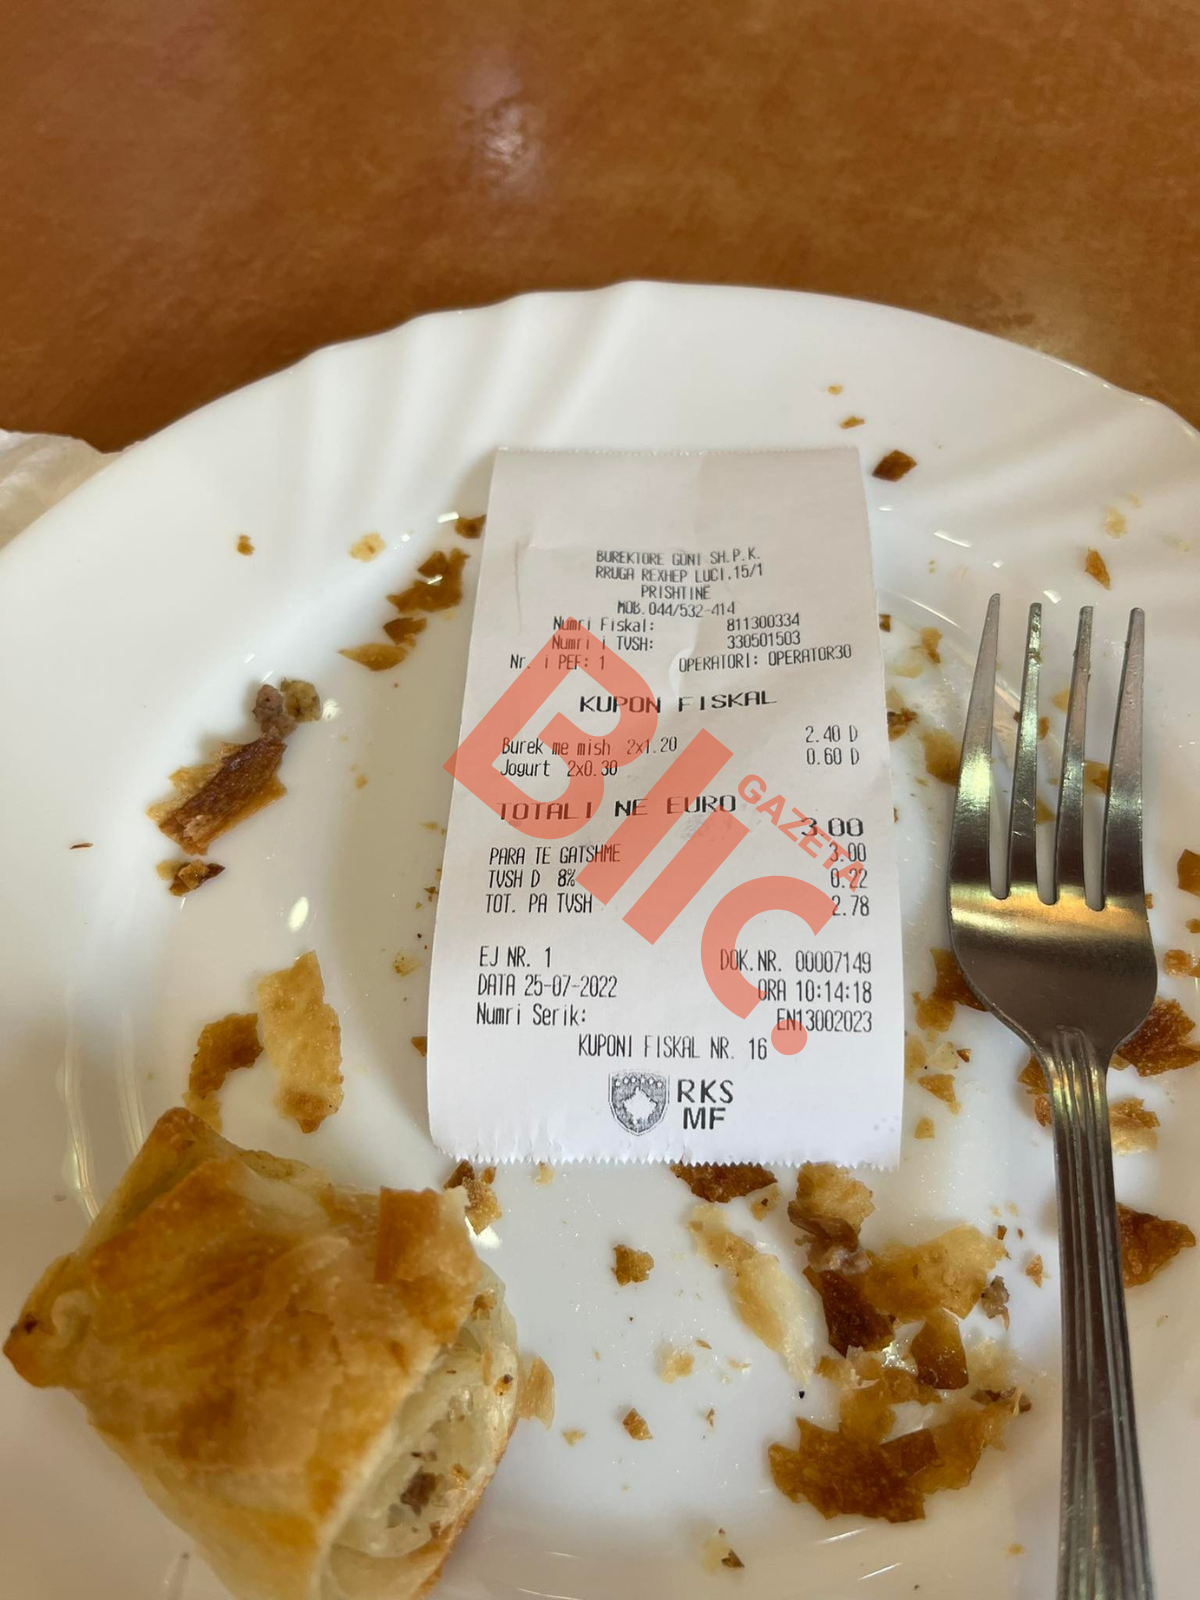 BUREKTORE GONI SH.P.K.
RRUGA REXHEP LUCI,15/1
PRISHTINË
MOB.044/532-414
Numri Fiskal: 811300334
Numri i TVSH: 330501503
Nr. i PEF: 1 OPERATORI: OPERATOR30
KUPON FISKAL
Burek me mish 2x1.20 2.40 D
Jogurt 2x0.30 0.60 D
TOTALI NE EURO 3.00
PARA TE GATSHME 3.00
TVSH D 8% 0.22
TOT. PA TVSH 2.78
EJ NR. 1 DOK.NR. 00007149
DATA 25-07-2022 ORA 10:14:18
Numri Serik: EN13002023
KUPONI FISKAL NR. 16
RKS
MF
GAZETA
Blic.